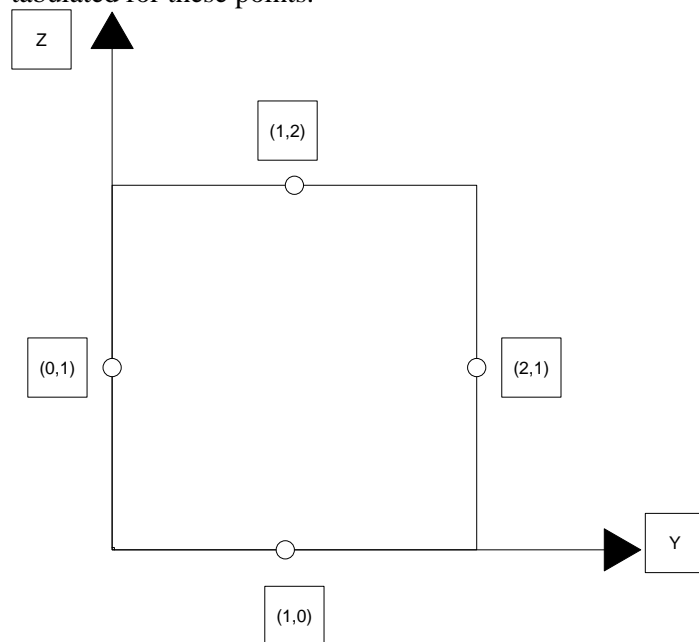 tabulated for these points.
Z
(1,2)
(0,1)
(2,1)
Y
(1,0)